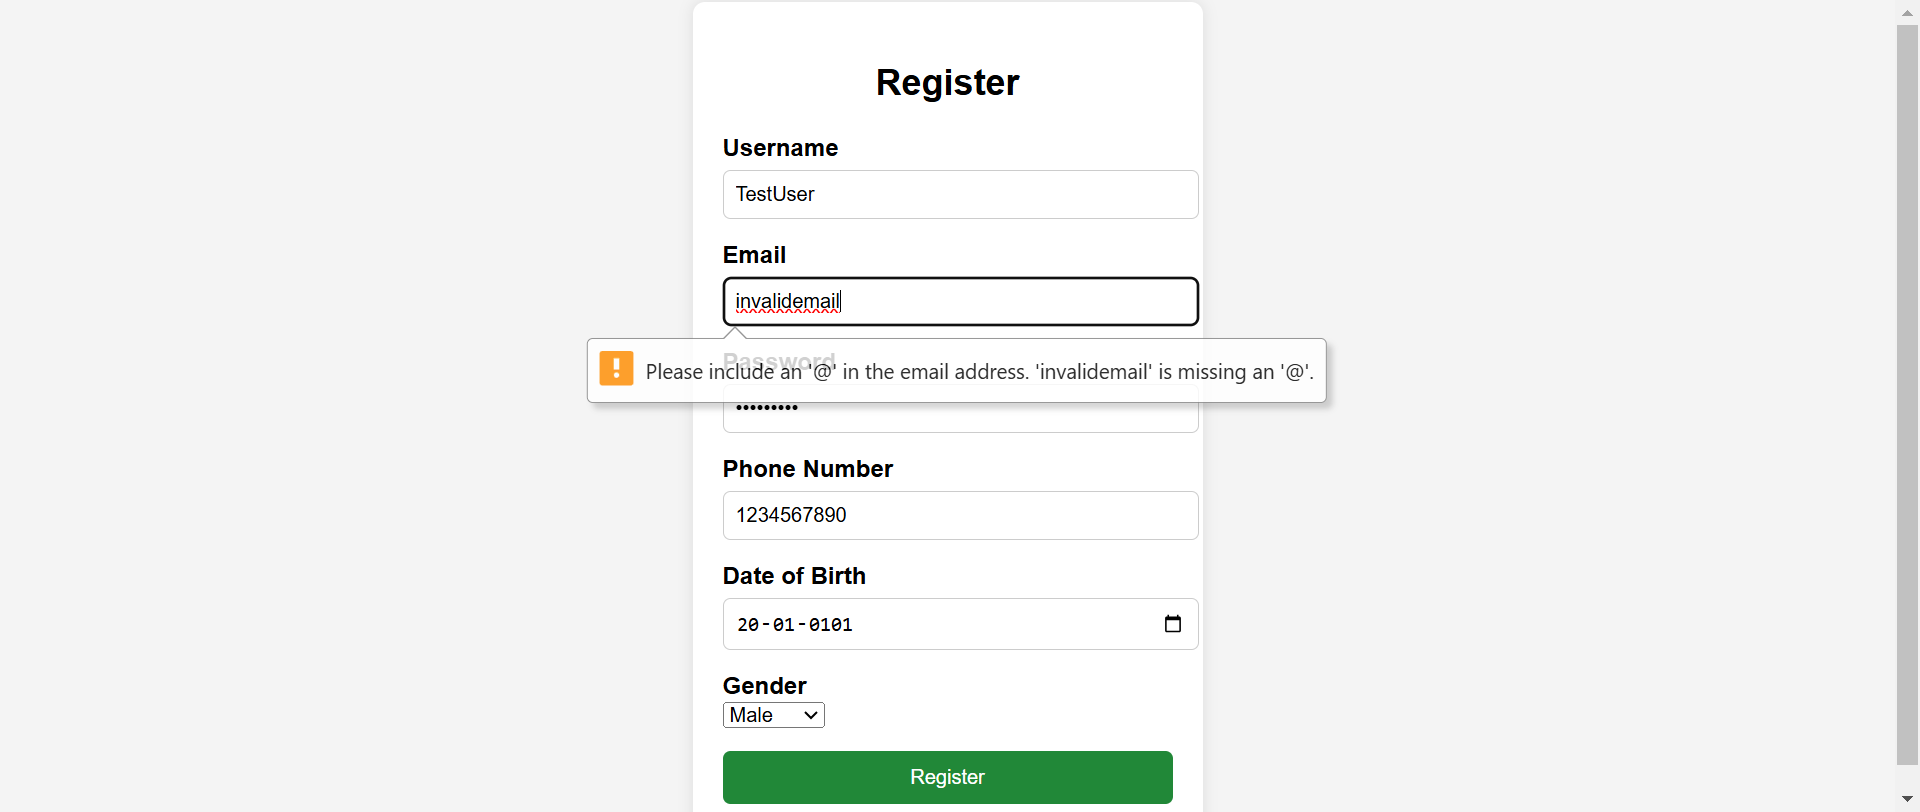 Register
Username
TestUser
Email
invalidemail
Password
Please include an '@' in the email address. 'invalidemail' is missing an '@'.
•••••••••
Phone Number
1234567890
Date of Birth
20-01-0101
Gender
Male
Register